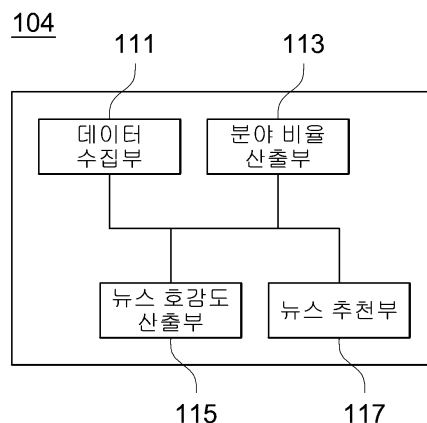 104
111
113
데이터
수집부
분야 비율
산출부
뉴스 호감도
산출부
뉴스 추천부
115
117